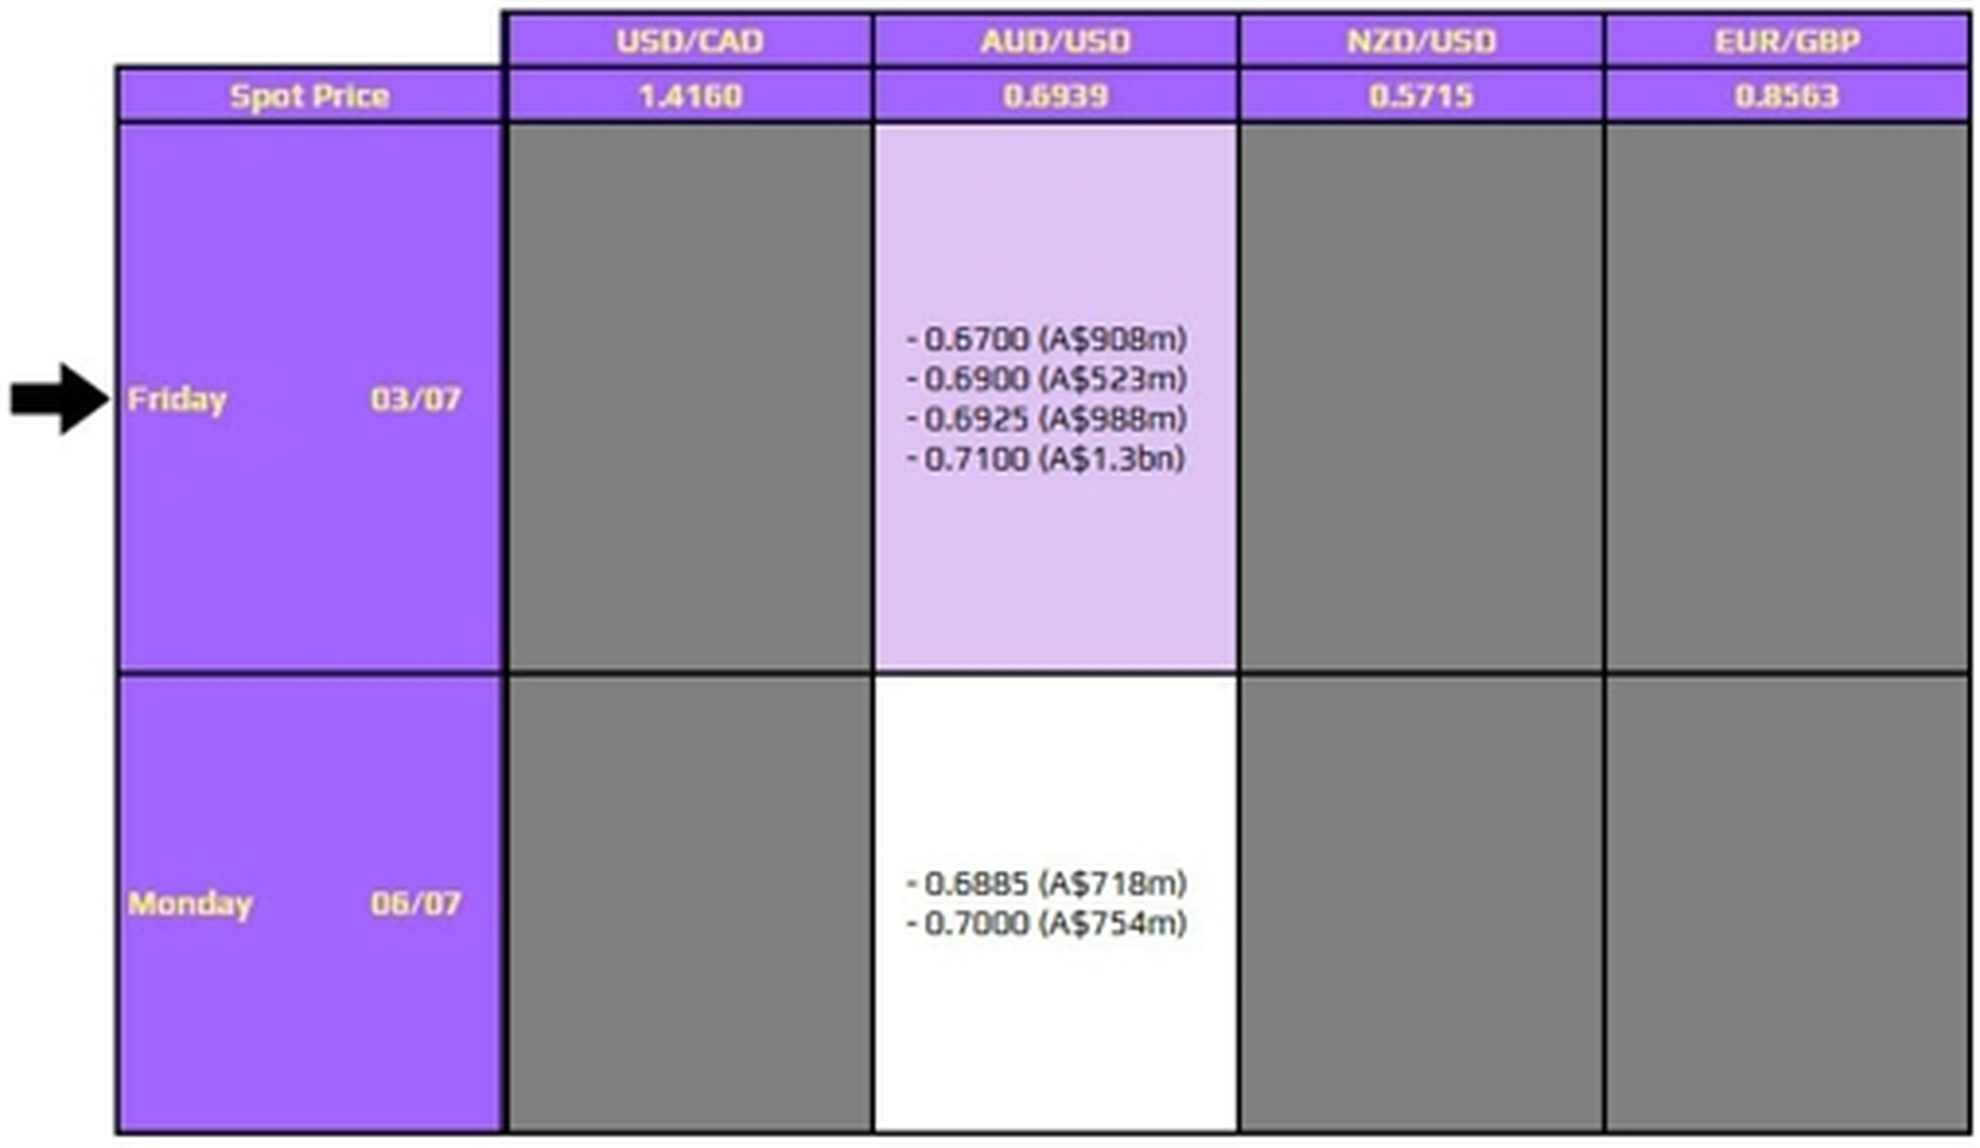 USD/CAD AUD/USD NZD/USD EUR/GBP
Spot Price 1.4160 0.6939 0.5715 0.8563
Friday 03/07
- 0.6700 (A$908m)
- 0.6900 (A$523m)
- 0.6925 (A$988m)
- 0.7100 (A$1.3bn)
Monday 06/07
- 0.6885 (A$718m)
- 0.7000 (A$754m)